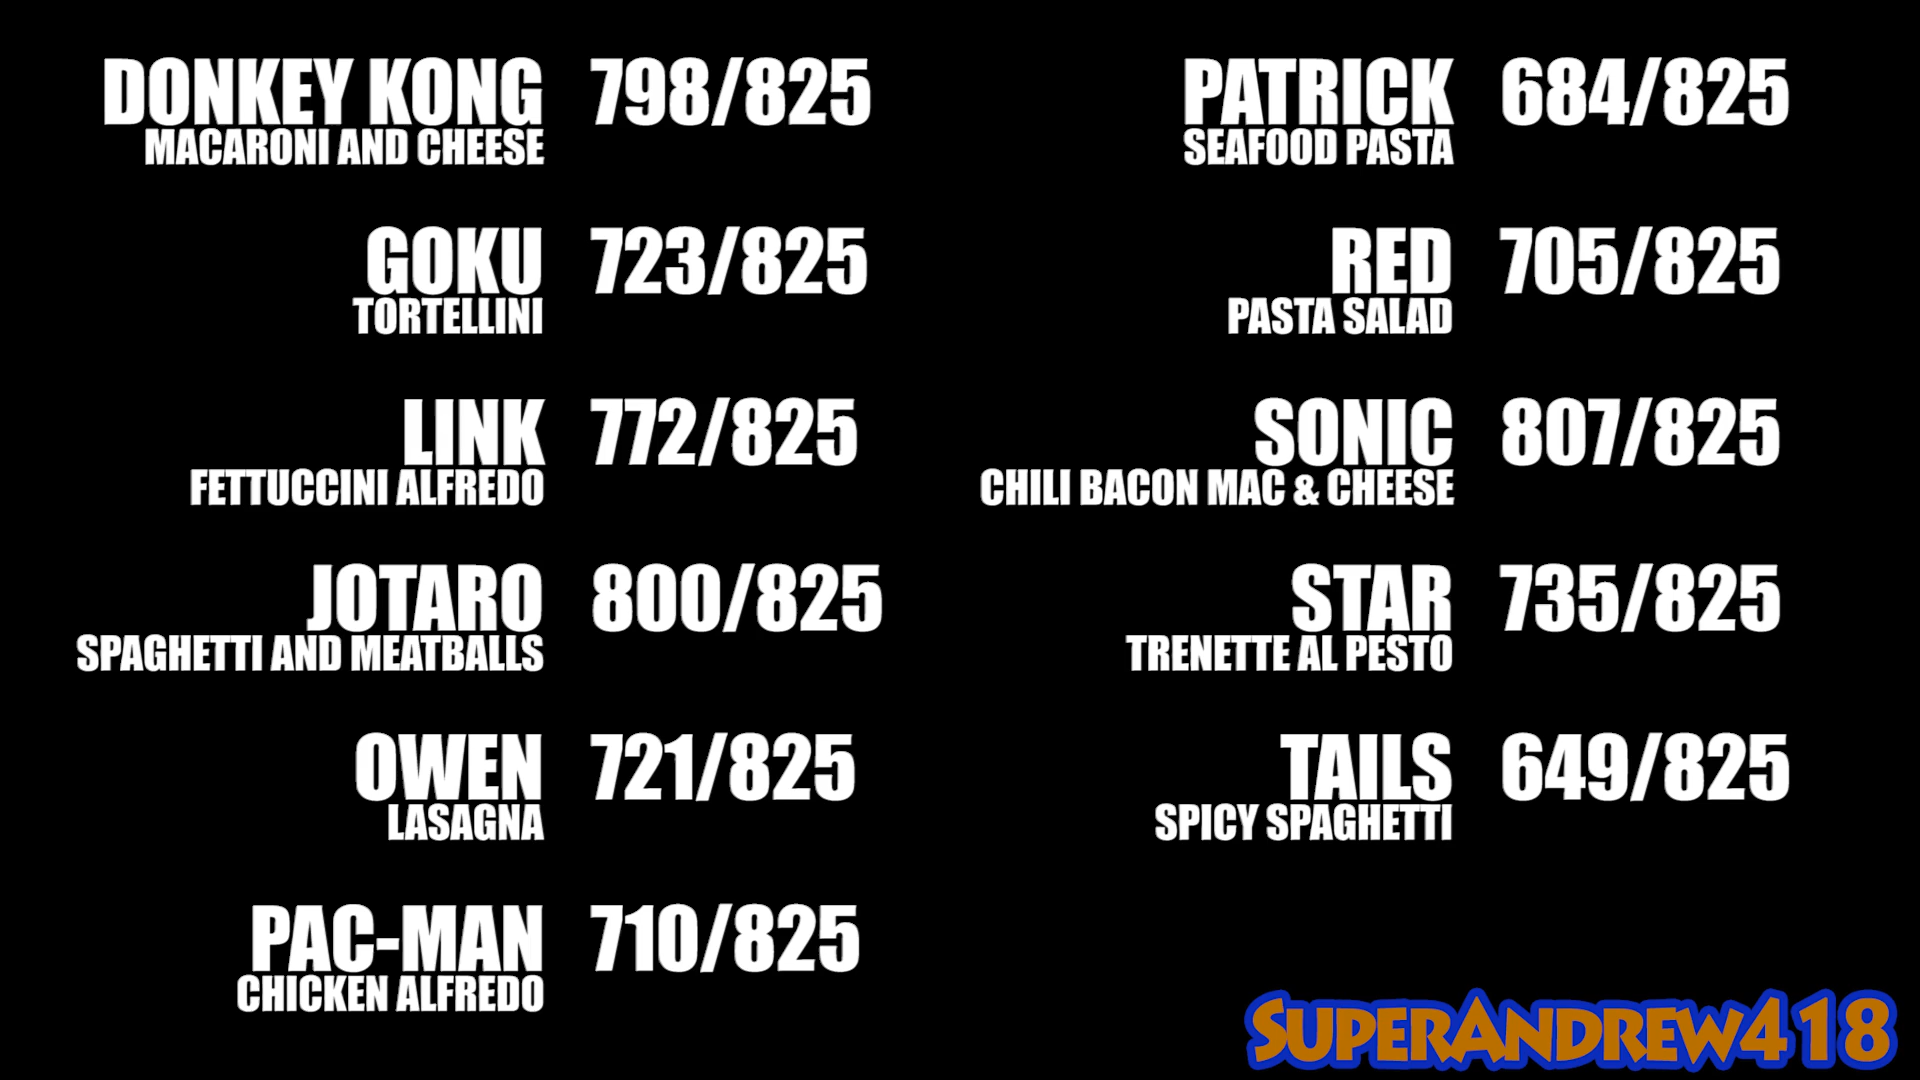 DONKEY KONG 798/825
MACARONI AND CHEESE
GOKU 723/825
TORTELLINI
LINK 772/825
FETTUCCINI ALFREDO
JOTARO 800/825
SPAGHETTI AND MEATBALLS
OWEN 721/825
LASAGNA
PAC-MAN 710/825
CHICKEN ALFREDO
PATRICK 684/825
SEAFOOD PASTA
RED 705/825
PASTA SALAD
SONIC 807/825
CHILI BACON MAC & CHEESE
STAR 735/825
TRENETTE AL PESTO
TAILS 649/825
SPICY SPAGHETTI
SUPERANDREW418